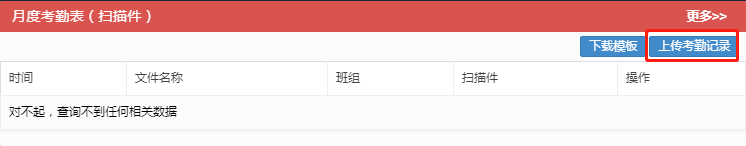 月度考勤表（扫描件） 更多>>
下载模板 上传考勤记录
时间 文件名称 班组 扫描件 操作
对不起，查询不到任何相关数据